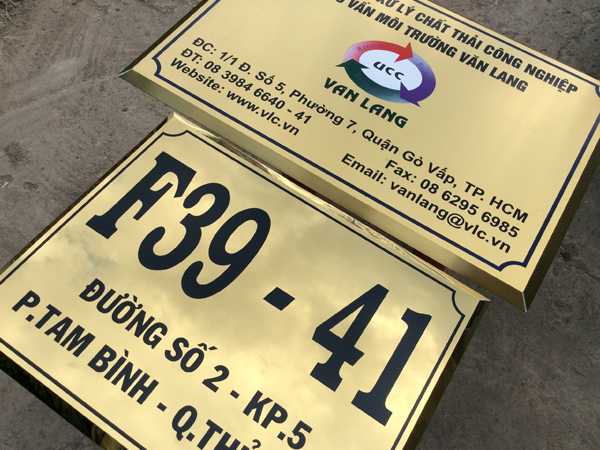 XỬ LÝ CHẤT THẢI CÔNG NGHIỆP
VẤN MÔI TRƯỜNG VĂN LANG
ucc
VAN LANG
ĐC: 1/1 Đ. Số 5, Phường 7, Quận Gò Vấp, TP. HCM
ĐT: 08 3984 6640 - 41
Fax: 08 6295 6985
Website: www.vlc.vn
Email: vanlang@vlc.vn
F39 - 41
ĐƯỜNG SỐ 2 - KP.5
P.TAM BÌNH - Q.